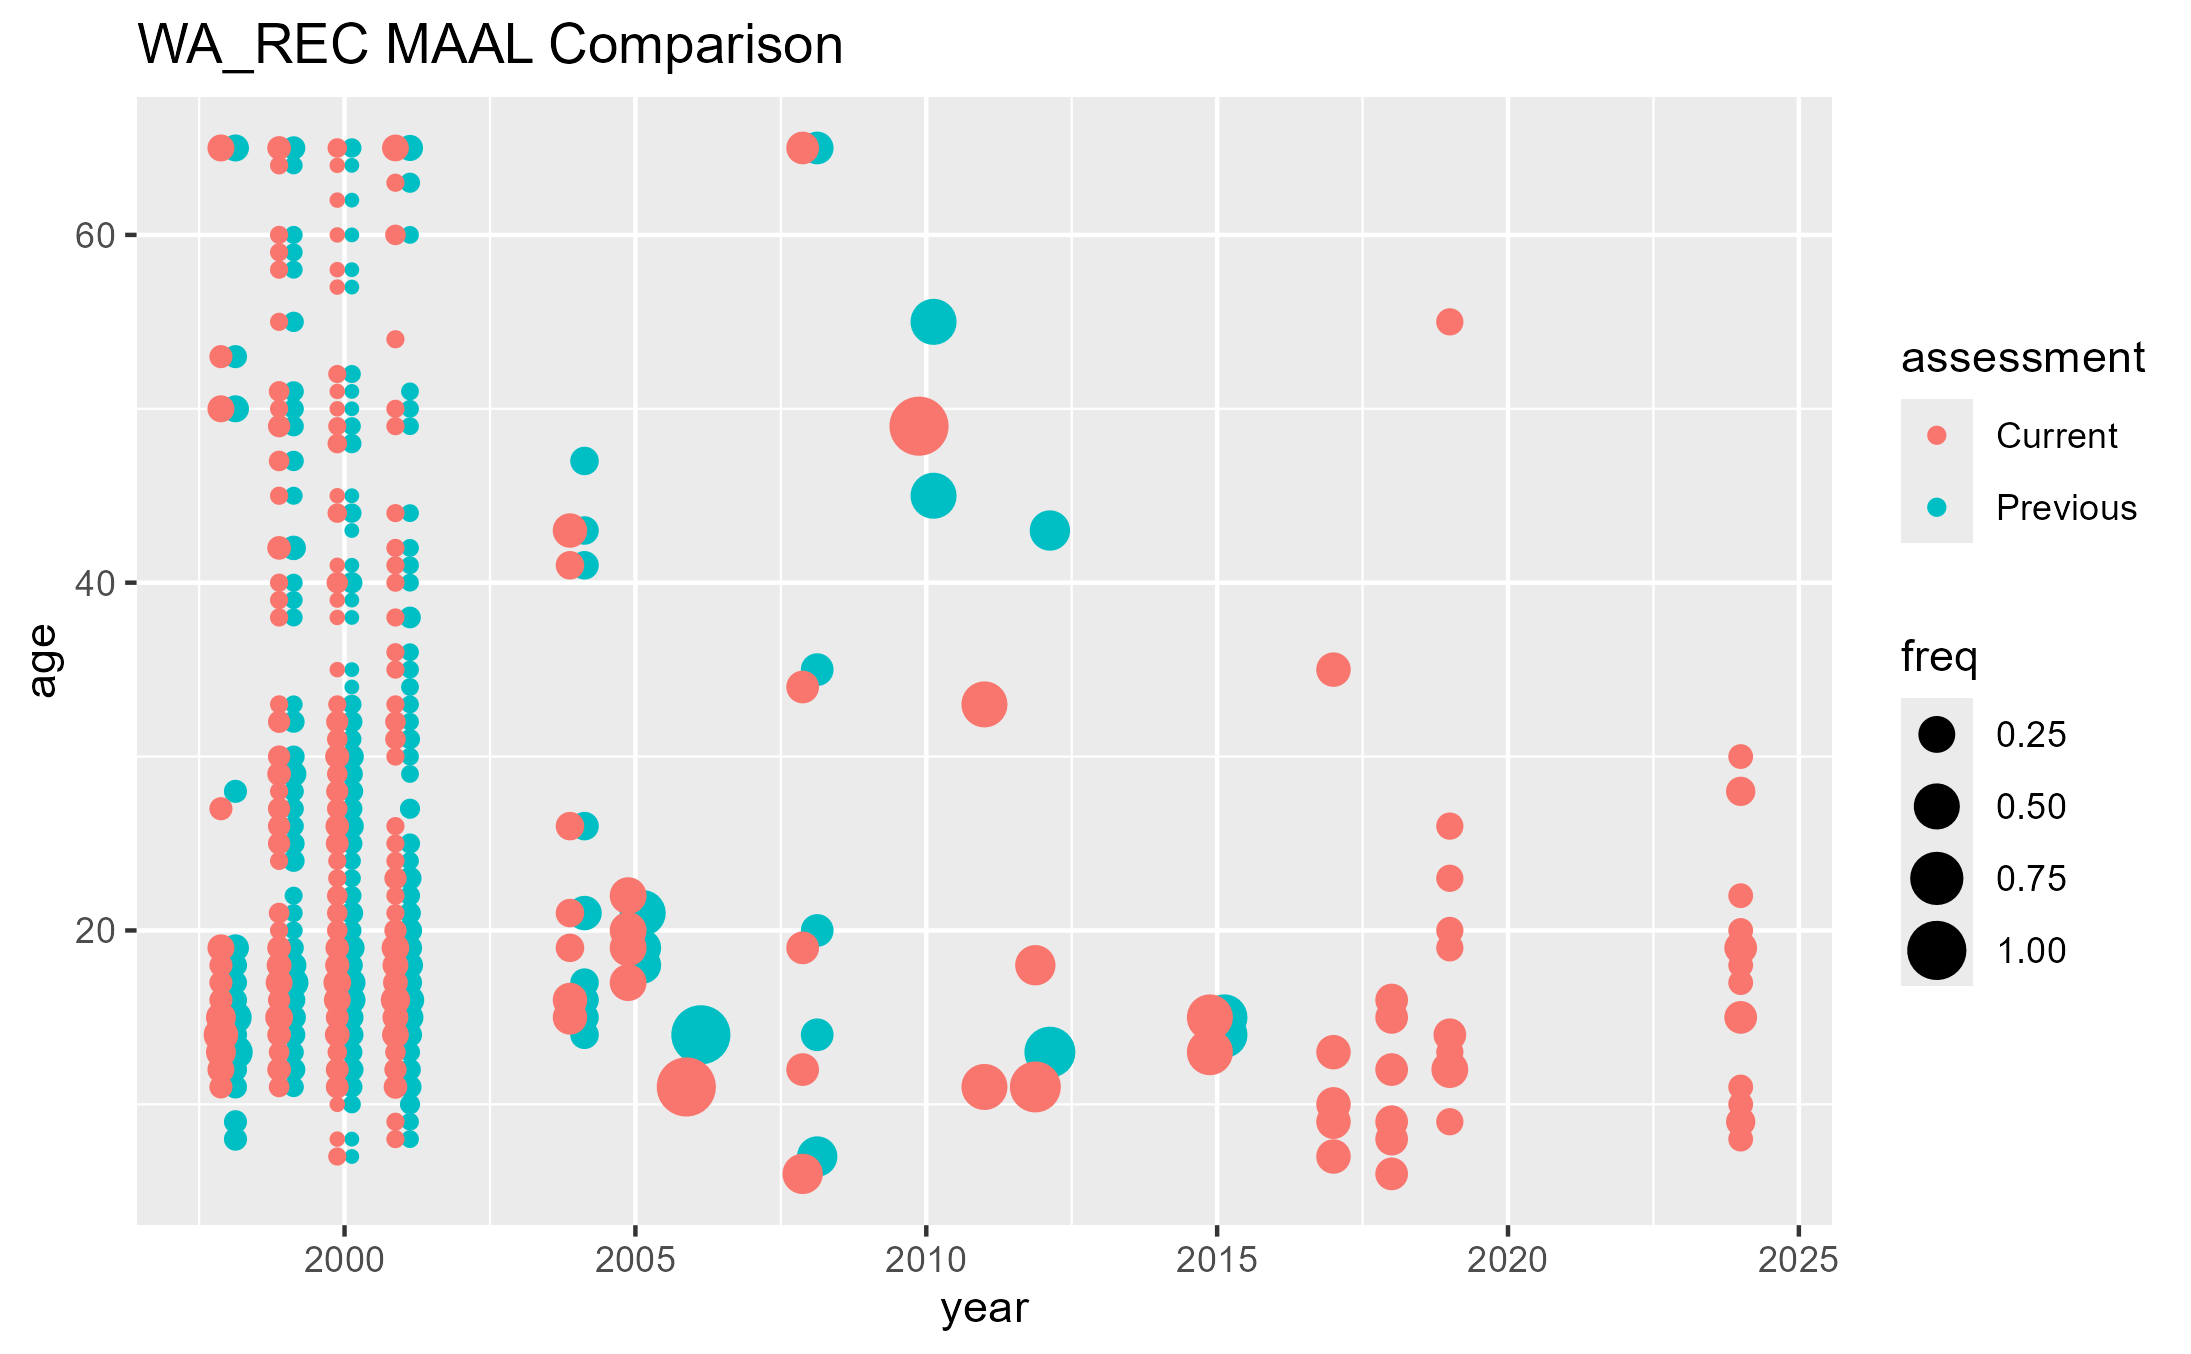 WA_REC MAAL Comparison
age
60
40
20
2000 2005 2010 2015 2020 2025
year
assessment
Current
Previous
freq
0.25
0.50
0.75
1.00